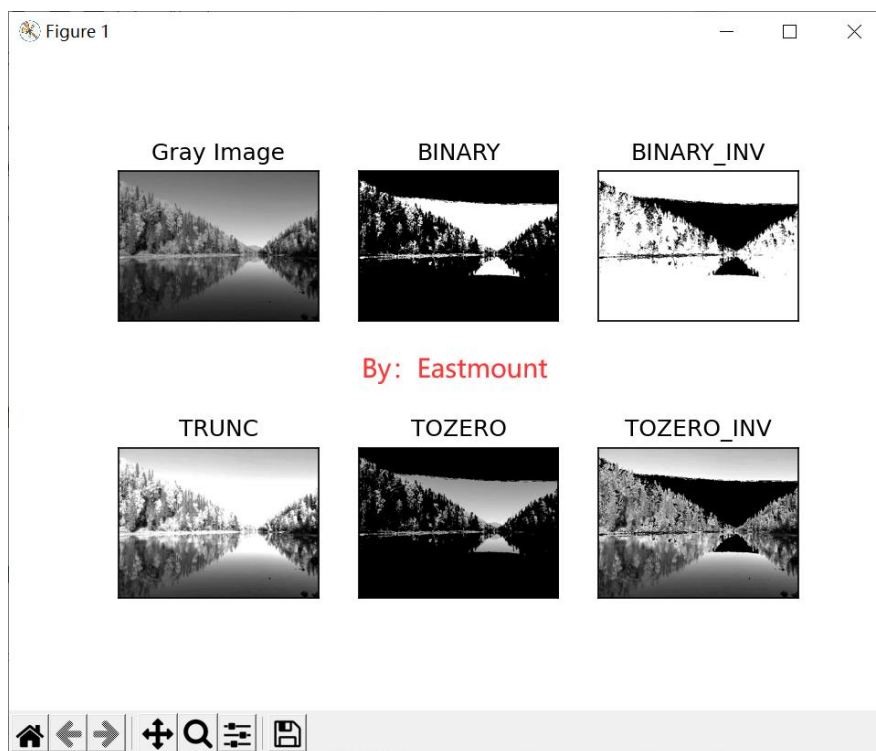 Figure 1
Gray Image BINARY BINARY_INV
By: Eastmount
TRUNC TOZERO TOZERO_INV